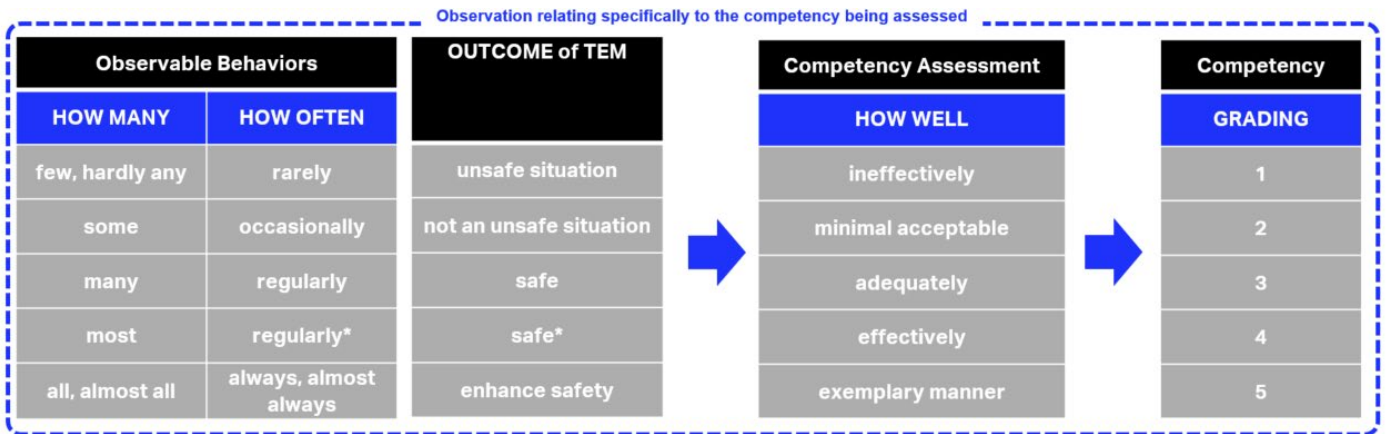 Observation relating specifically to the competency being assessed
Observable Behaviors
OUTCOME of TEM
Competency Assessment
Competency
HOW MANY
HOW OFTEN
HOW WELL
GRADING
few, hardly any
rarely
unsafe situation
ineffectively
1
some
occasionally
not an unsafe situation
minimal acceptable
2
many
regularly
safe
adequately
3
most
regularly*
safe*
effectively
4
all, almost all
always, almost
always
enhance safety
exemplary manner
5